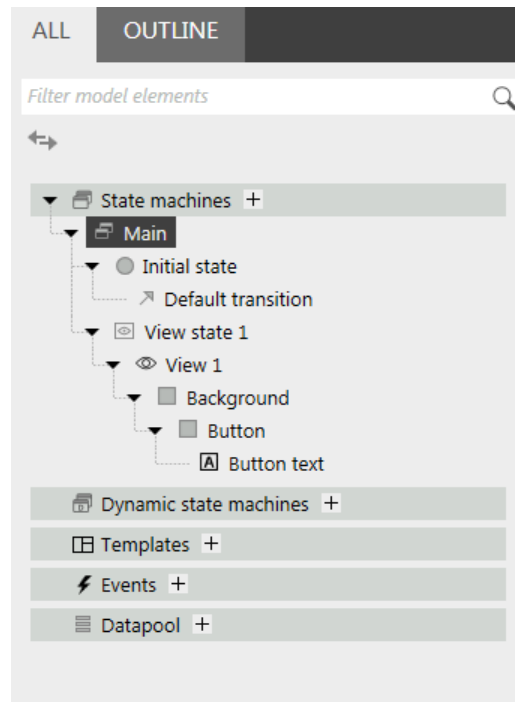 ALL OUTLINE
Filter model elements
State machines +
Main
Initial state
Default transition
View state 1
View 1
Background
Button
A Button text
Dynamic state machines +
Templates +
Events +
Datapool +